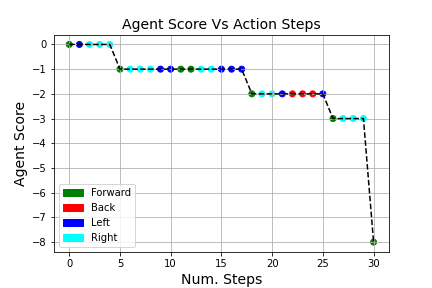 Agent Score Vs Action Steps
Agent Score
0
−1
−2
−3
−4
−5
−6
−7
−8
Forward
Back
Left
Right
0 5 10 15 20 25 30
Num. Steps